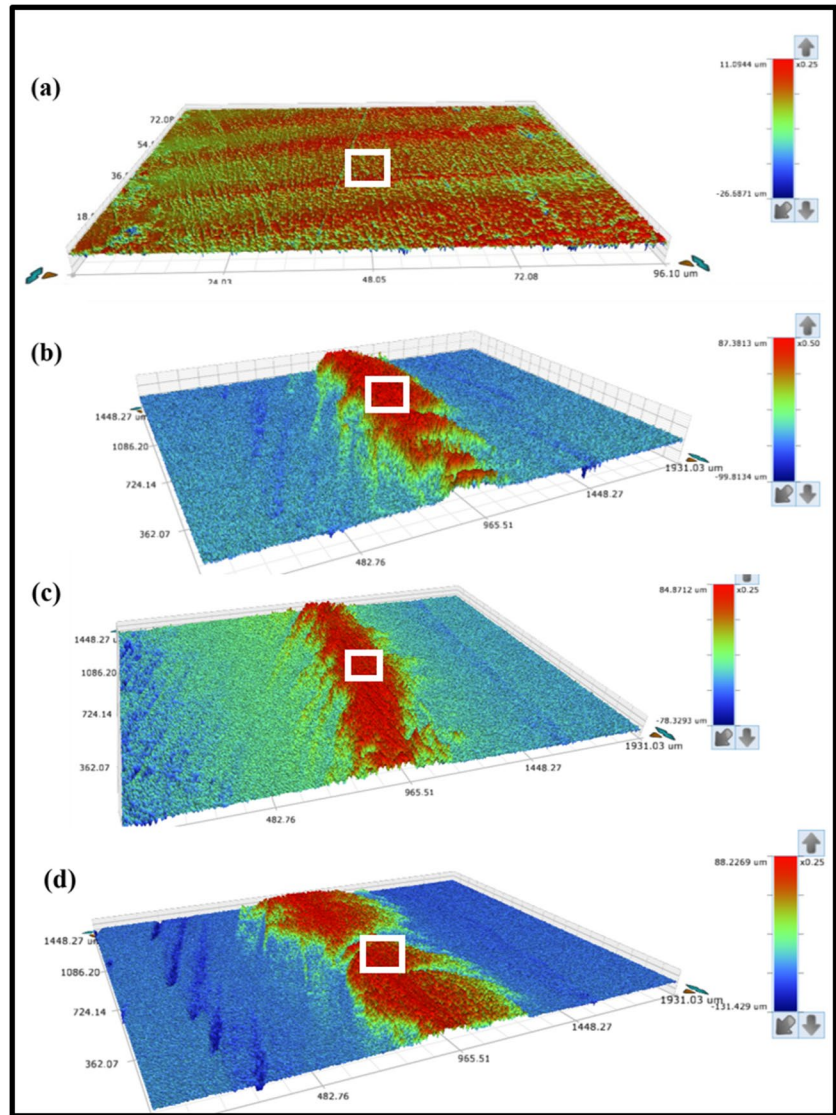 (a)
11.0944 um
x0.25
-26.5871
72.08
54.
36.
18.
24.03
48.05
72.08
96.10 um
(b)
87.3813 um
x0.50
-99.8134 um
1448.27 um
1086.20
724.14
362.07
482.76
965.51
1448.27
1931.03 um
(c)
84.8712 um
x0.25
-78.3293
1448.27 u
1086.20
724.14
362.07
482.76
965.51
1448.27
1931.03 um
(d)
88.2269 um
x0.25
-131.429 um
1448.27 um
1086.20
724.14
362.07
482.76
965.51
1448.27
1931.03 um